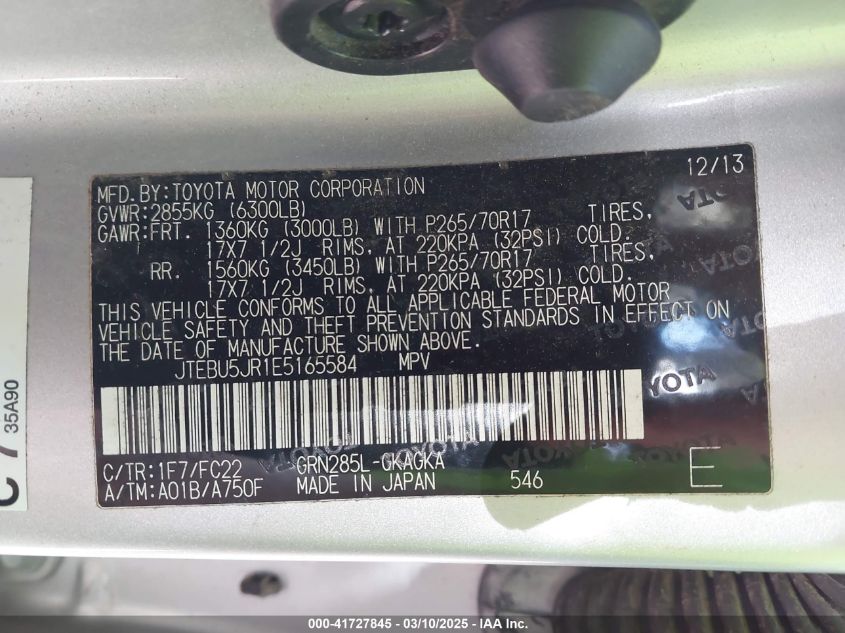 12/13
MFD.BY:TOYOTA MOTOR CORPORATION
GVWR:2855KG (6300LB)
GAWR:FRT. 1360KG (3000LB) WITH P265/70R17 TIRES,
17X7 1/2J RIMS, AT 220KPA (32PSI) COLD.
RR. 1560KG (3450LB) WITH P265/70R17 TIRES,
17X7 1/2J RIMS, AT 220KPA (32PSI) COLD.
THIS VEHICLE CONFORMS TO ALL APPLICABLE FEDERAL MOTOR
VEHICLE SAFETY AND THEFT PREVENTION STANDARDS IN EFFECT ON
THE DATE OF MANUFACTURE SHOWN ABOVE.
JTEBU5JR1E5165584 MPV
C/TR:1F7/FC22 GRN285L-GKAGKA
A/TM:A01B/A750F MADE IN JAPAN 546 E
TOYOTA
35A90
000-41727845 - 03/10/2025 - IAA Inc.